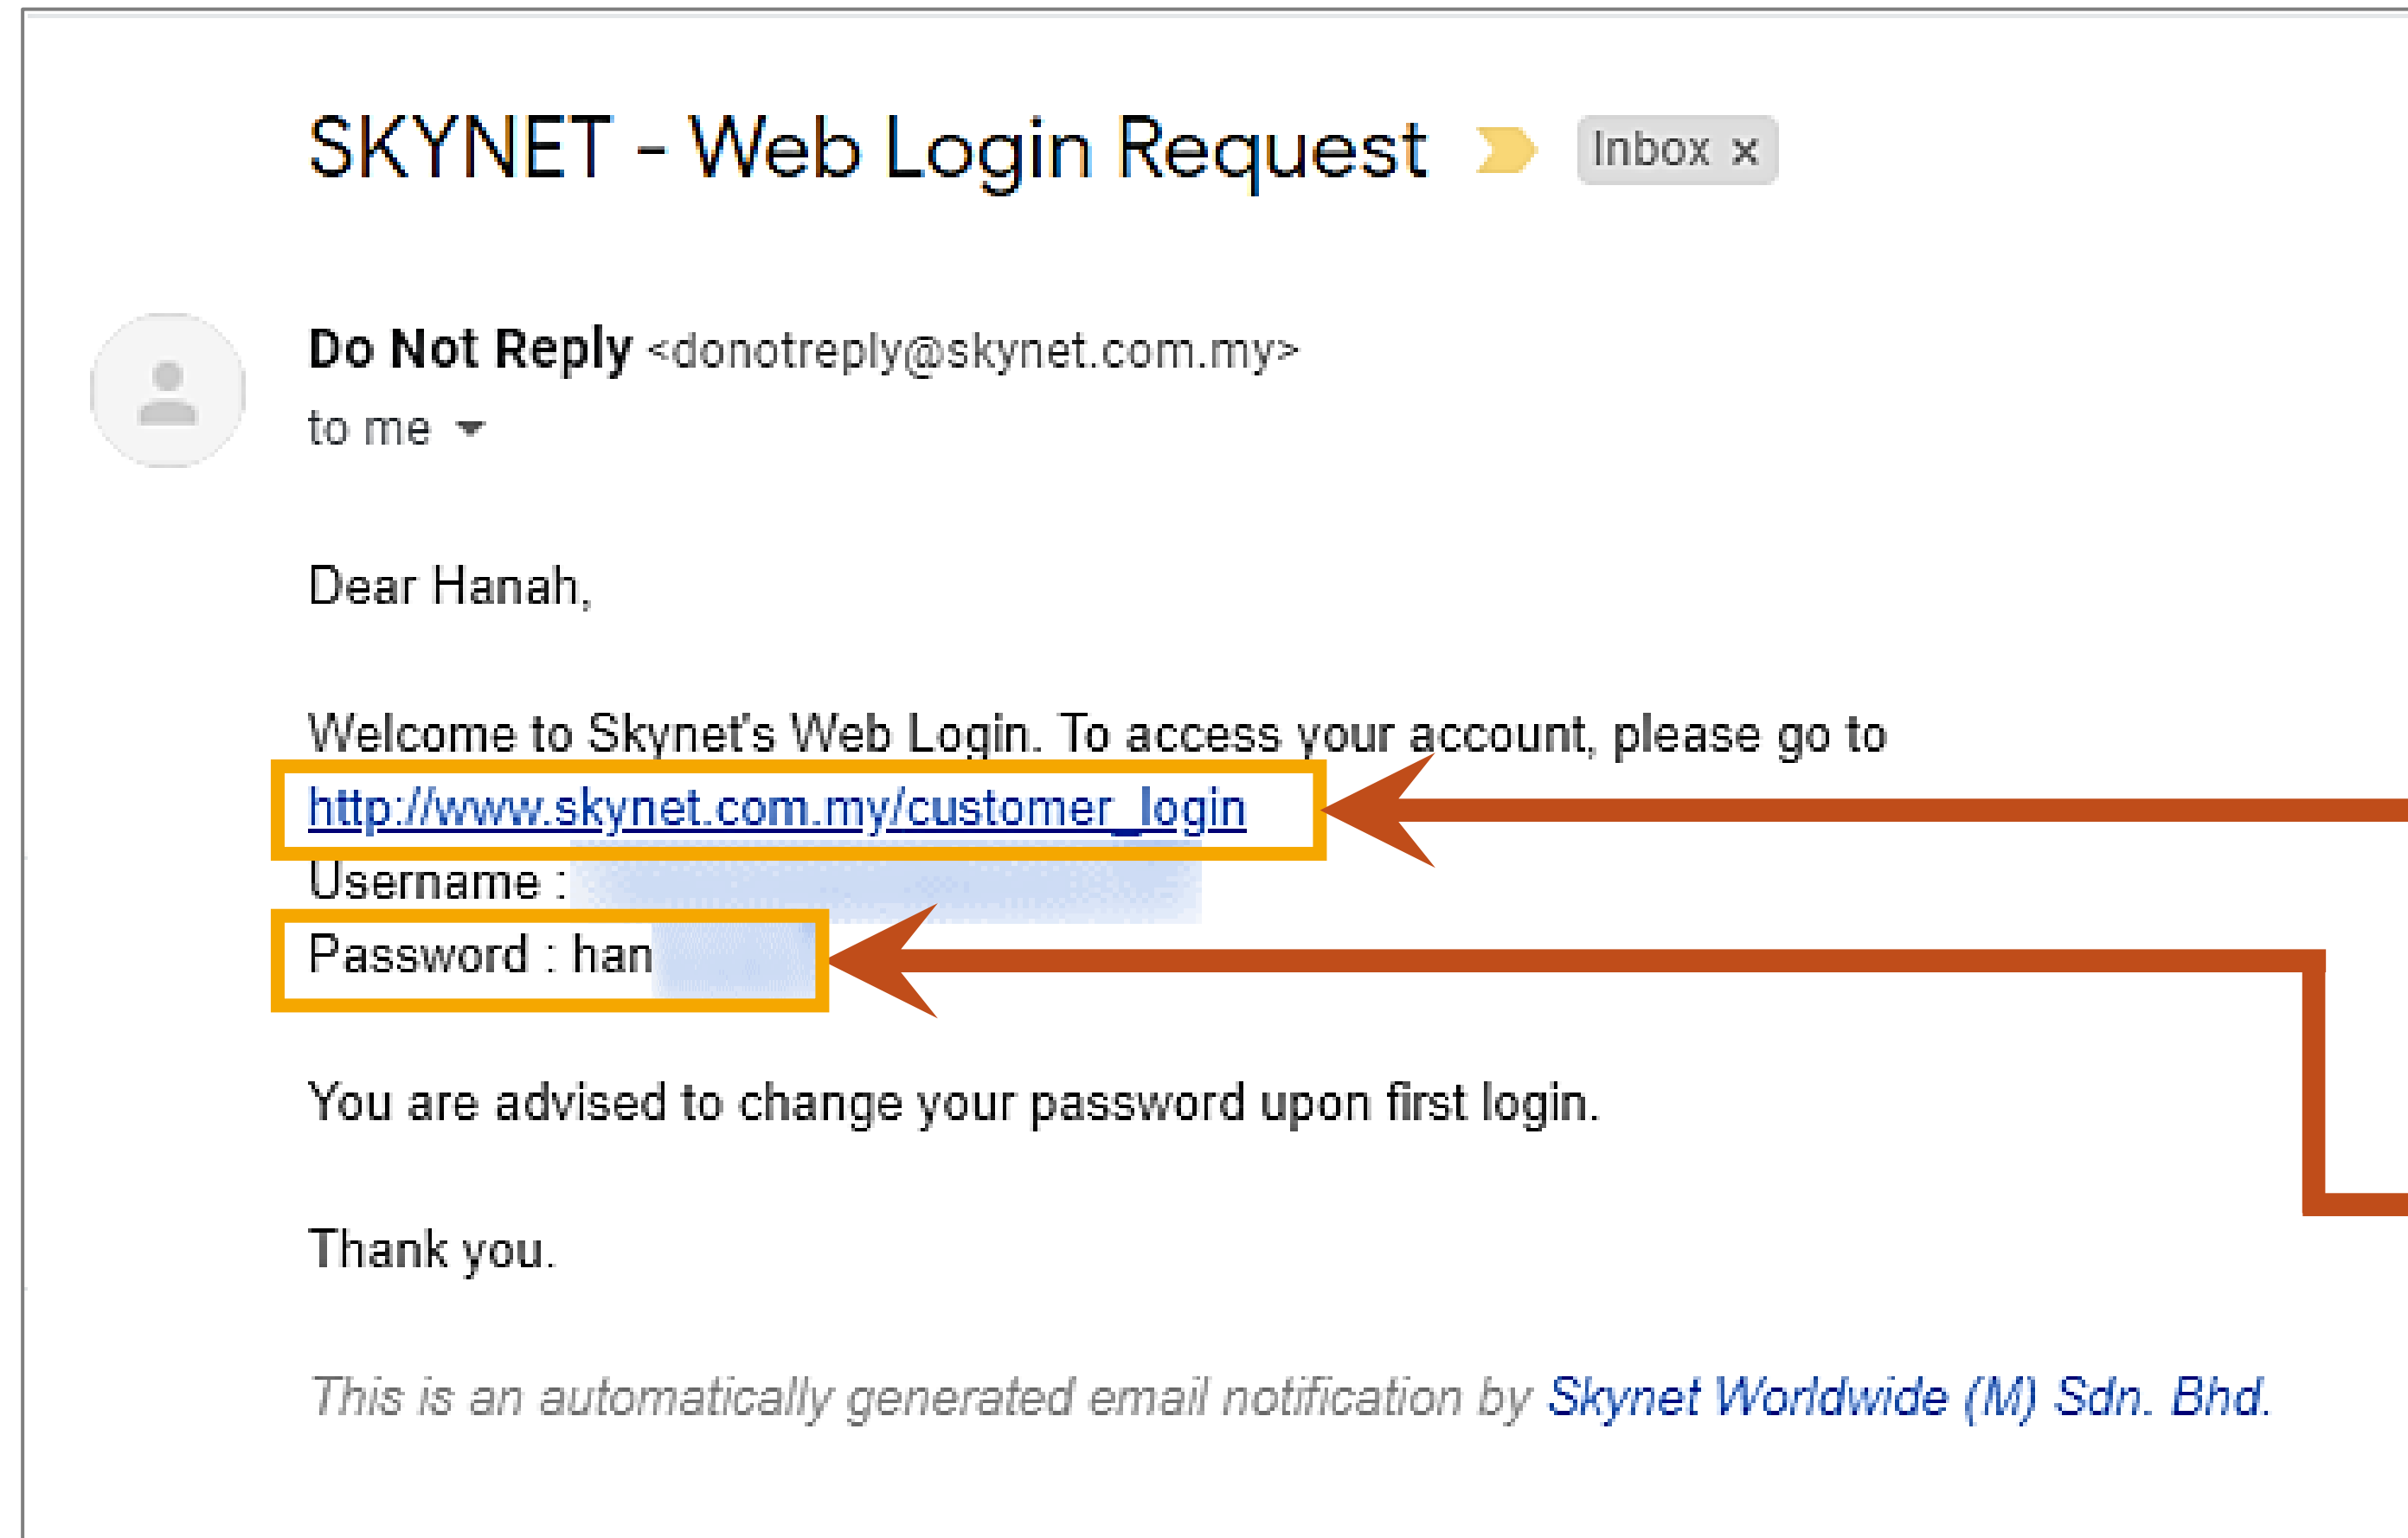 SKYNET - Web Login Request Inbox x
Do Not Reply <donotreply@skynet.com.my>
to me
Dear Hanah,
Welcome to Skynet's Web Login. To access your account, please go to
http://www.skynet.com.my/customer_login
Username :
Password : han
You are advised to change your password upon first login.
Thank you.
This is an automatically generated email notification by Skynet Worldwide (M) Sdn. Bhd.